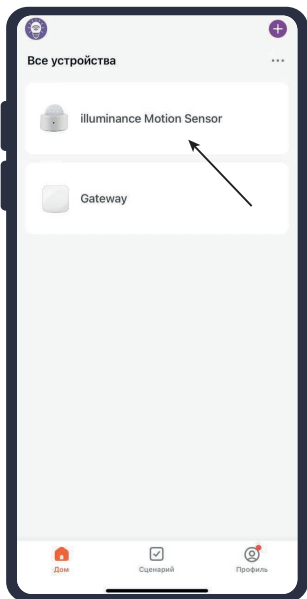 Все устройства
illuminance Motion Sensor
Gateway
Дом
Сценарий
Профиль